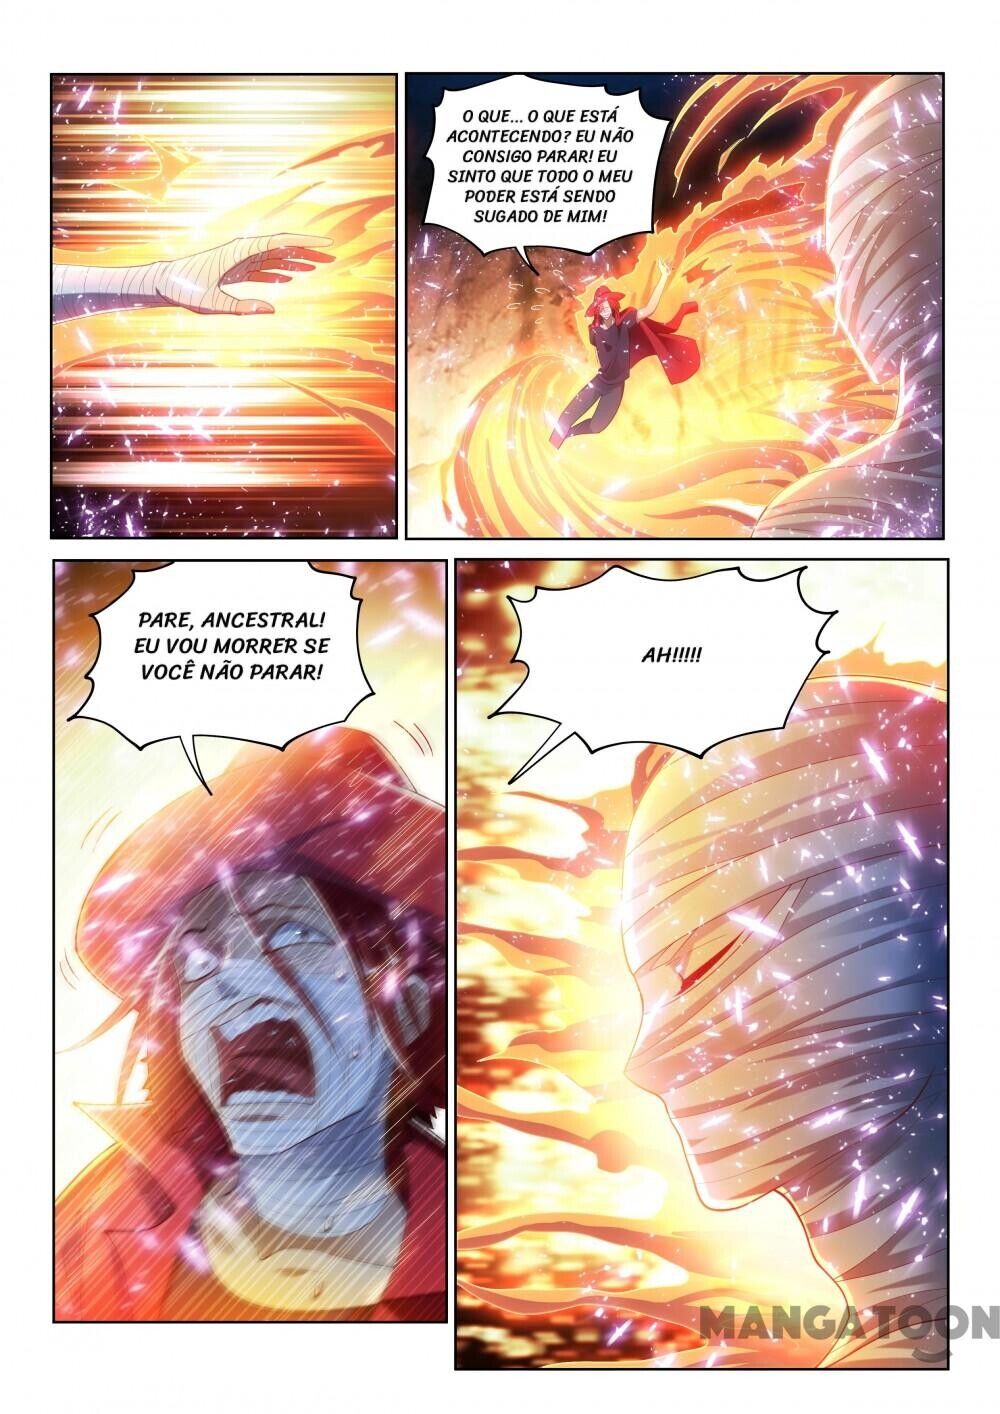 O QUE... O QUE ESTÁ
ACONTECENDO? EU NÃO
CONSIGO PARAR! EU
SINTO QUE TODO O MEU
PODER ESTÁ SENDO
SUGADO DE MIM!
PARE, ANCESTRAL!
EU VOU MORRER SE
VOCÊ NÃO PARAR!
AH!!!!!
MANGATOON